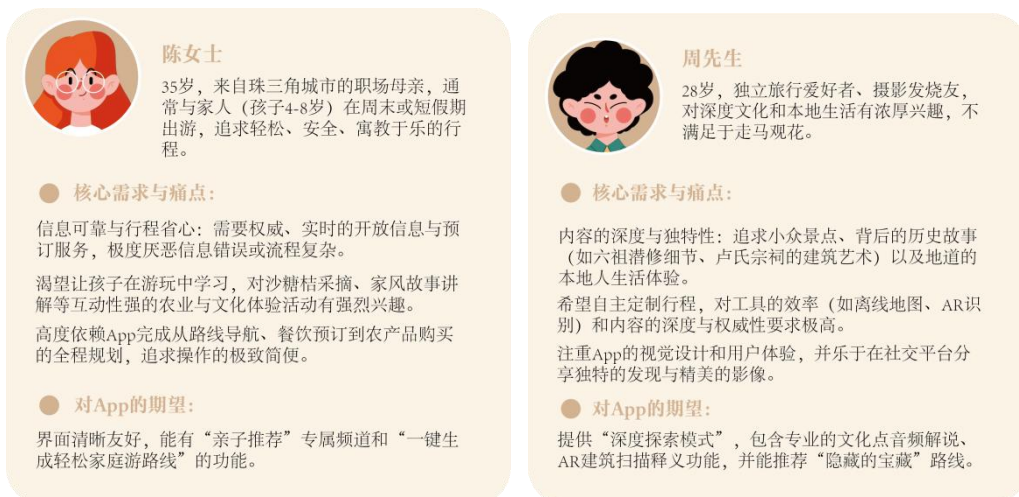 陈女士
35岁，来自珠三角城市的职场母亲，通
常与家人（孩子4-8岁）在周末或短假期
出游，追求轻松、安全、寓教于乐的行
程。
核心需求与痛点：
信息可靠与行程省心：需要权威、实时的开放信息与预
订服务，极度厌恶信息错误或流程复杂。
渴望让孩子在游玩中学习，对沙糖桔采摘、家风故事讲
解等互动性强的农业与文化体验活动有强烈兴趣。
高度依赖App完成从路线导航、餐饮预订到农产品购买
的全程规划，追求操作的极致简便。
对App的期望：
界面清晰友好，能有“亲子推荐”专属频道和“一键生
成轻松家庭游路线”的功能。
周先生
28岁，独立旅行爱好者、摄影发烧友，
对深度文化和本地生活有浓厚兴趣，不
满足于走马观花。
核心需求与痛点：
内容的深度与独特性：追求小众景点、背后的历史故事
（如六祖潜修细节、卢氏宗祠的建筑艺术）以及地道的
本地人生活体验。
希望自主定制行程，对工具的效率（如离线地图、AR识
别）和内容的深度与权威性要求极高。
注重App的视觉设计和用户体验，并乐于在社交平台分
享独特的发现与精美的影像。
对App的期望：
提供“深度探索模式”，包含专业的文化点音频解说、
AR建筑扫描释义功能，并能推荐“隐藏的宝藏”路线。